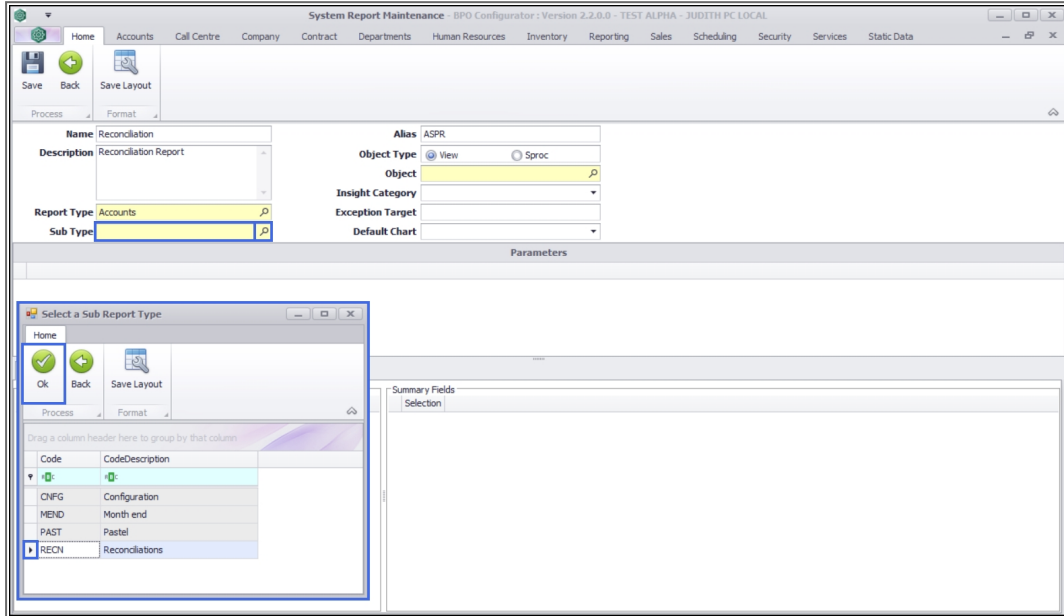 System Report Maintenance - BPO Configurator : Version 2.2.0.0 - TEST ALPHA - JUDITH PC LOCAL
Home Accounts Call Centre Company Contract Departments Human Resources Inventory Reporting Sales Scheduling Security Services Static Data
Save Back Save Layout
Process Format
Name Reconciliation Alias ASPR
Description Reconciliation Report Object Type View Sproc
Object
Insight Category
Report Type Accounts Exception Target
Sub Type Default Chart
Parameters
Select a Sub Report Type
Home
Ok Back Save Layout
Process Format
Summary Fields
Selection
Drag a column header here to group by that column
Code CodeDescription
CNFG Configuration
MEND Month end
PAST Pastel
RECN Reconciliations